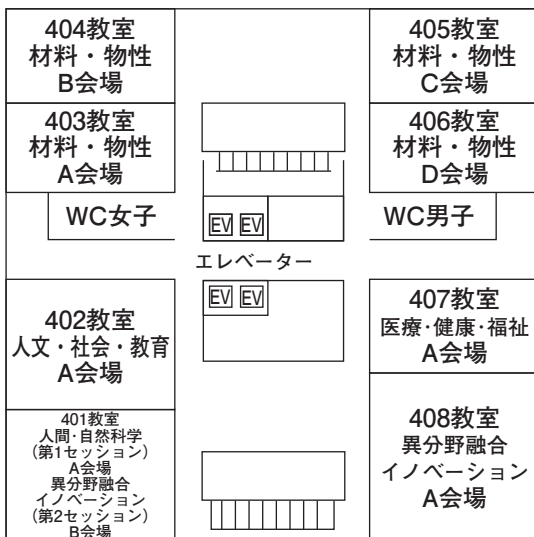 404教室
材料・物性
B会場
405教室
材料・物性
C会場
403教室
材料・物性
A会場
406教室
材料・物性
D会場
WC女子
EV EV
WC男子
エレベーター
EV EV
402教室
人文・社会・教育
A会場
407教室
医療・健康・福祉
A会場
401教室
人間・自然科学
(第1セッション)
A会場
異分野融合
イノベーション
(第2セッション)
B会場
408教室
異分野融合
イノベーション
A会場